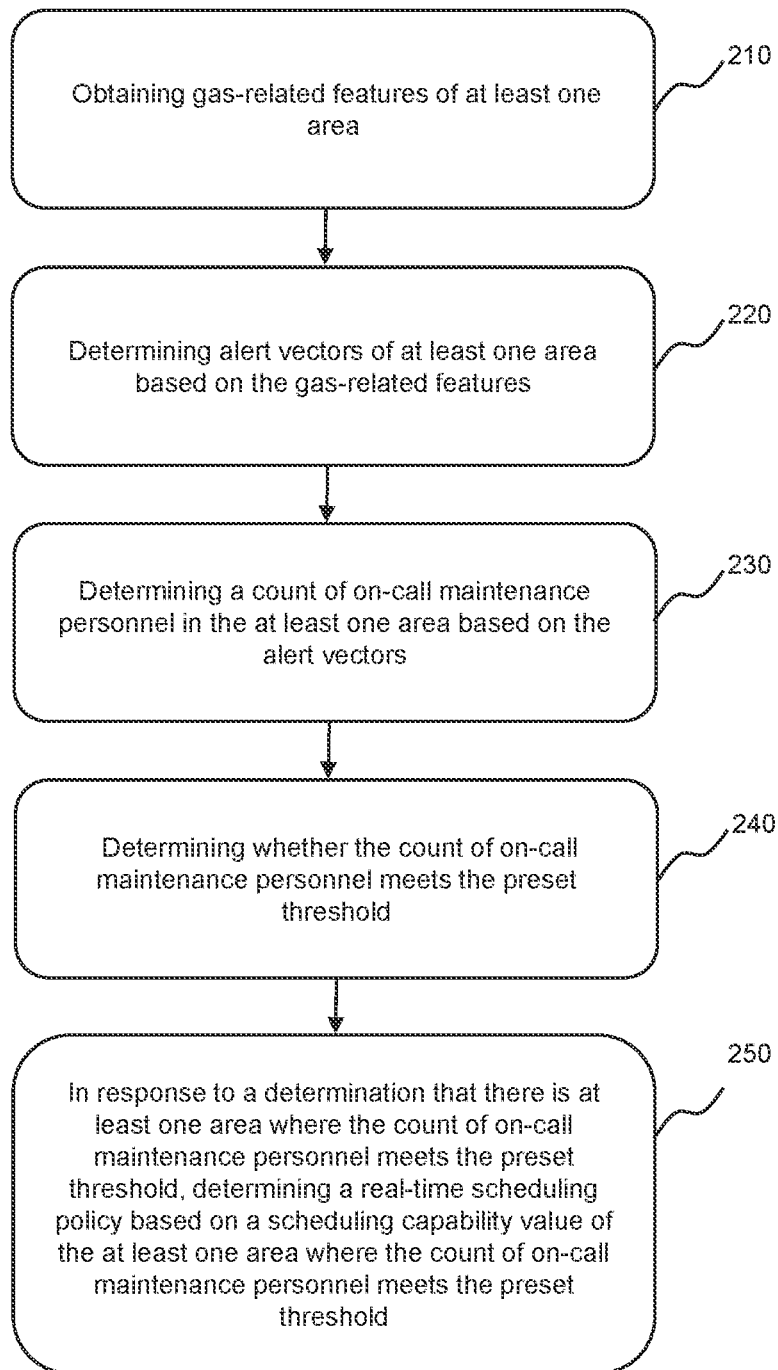 Obtaining gas-related features of at least one
area
210
Determining alert vectors of at least one area
based on the gas-related features
220
Determining a count of on-call maintenance
personnel in the at least one area based on the
alert vectors
230
Determining whether the count of on-call
maintenance personnel meets the preset
threshold
240
In response to a determination that there is at
least one area where the count of on-call
maintenance personnel meets the preset
threshold, determining a real-time scheduling
policy based on a scheduling capability value of
the at least one area where the count of on-call
maintenance personnel meets the preset
threshold
250